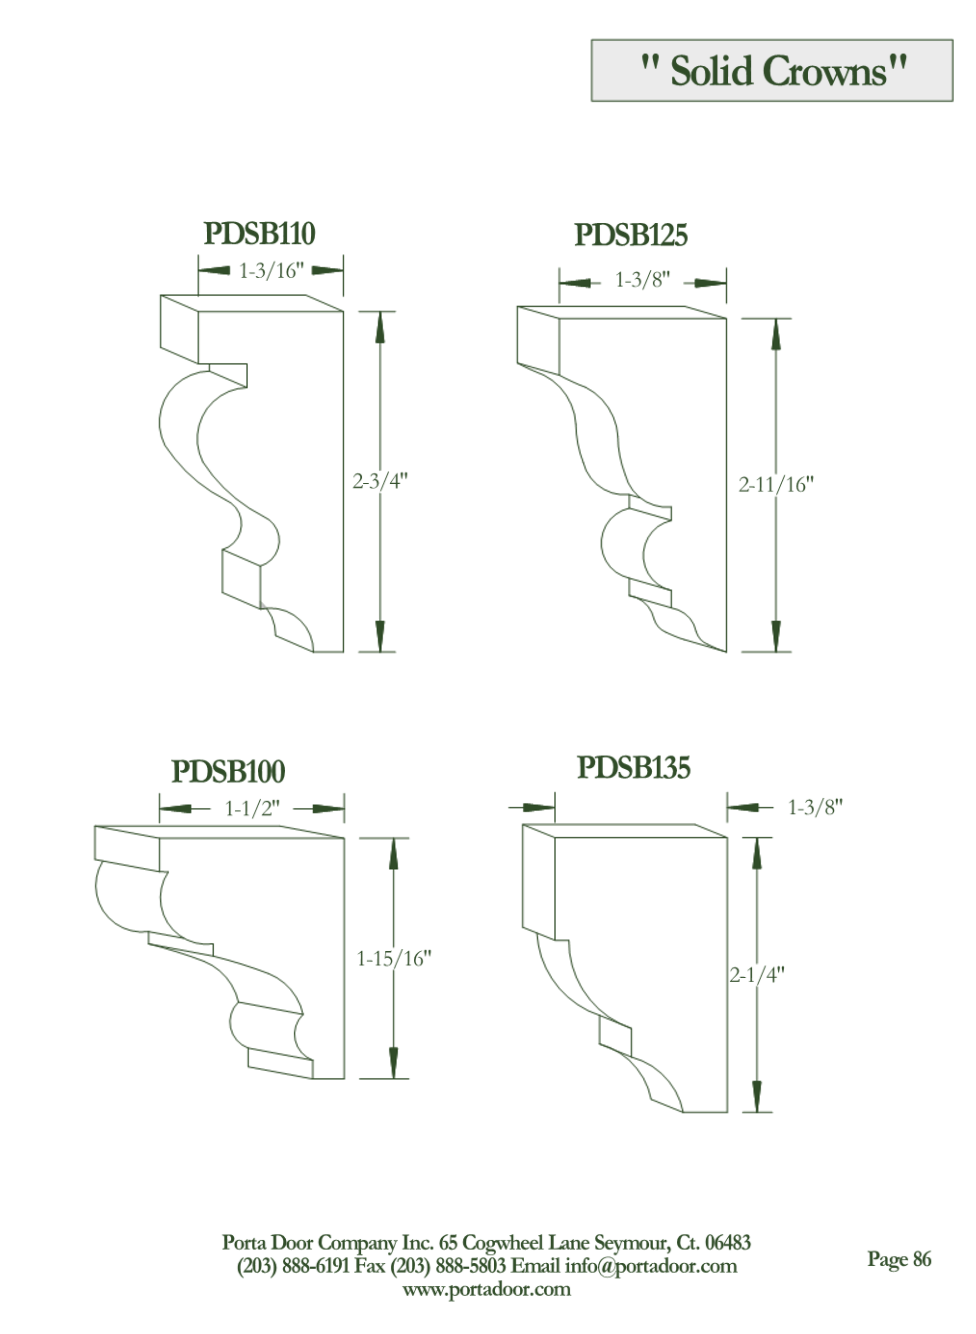 " Solid Crowns"
PDSB110
1-3/16"
2-3/4"
PDSB125
1-3/8"
2-11/16"
PDSB100
1-1/2"
1-15/16"
PDSB135
1-3/8"
2-1/4"
Porta Door Company Inc. 65 Cogwheel Lane Seymour, Ct. 06483
(203) 888-6191 Fax (203) 888-5803 Email info@portadoor.com
www.portadoor.com
Page 86